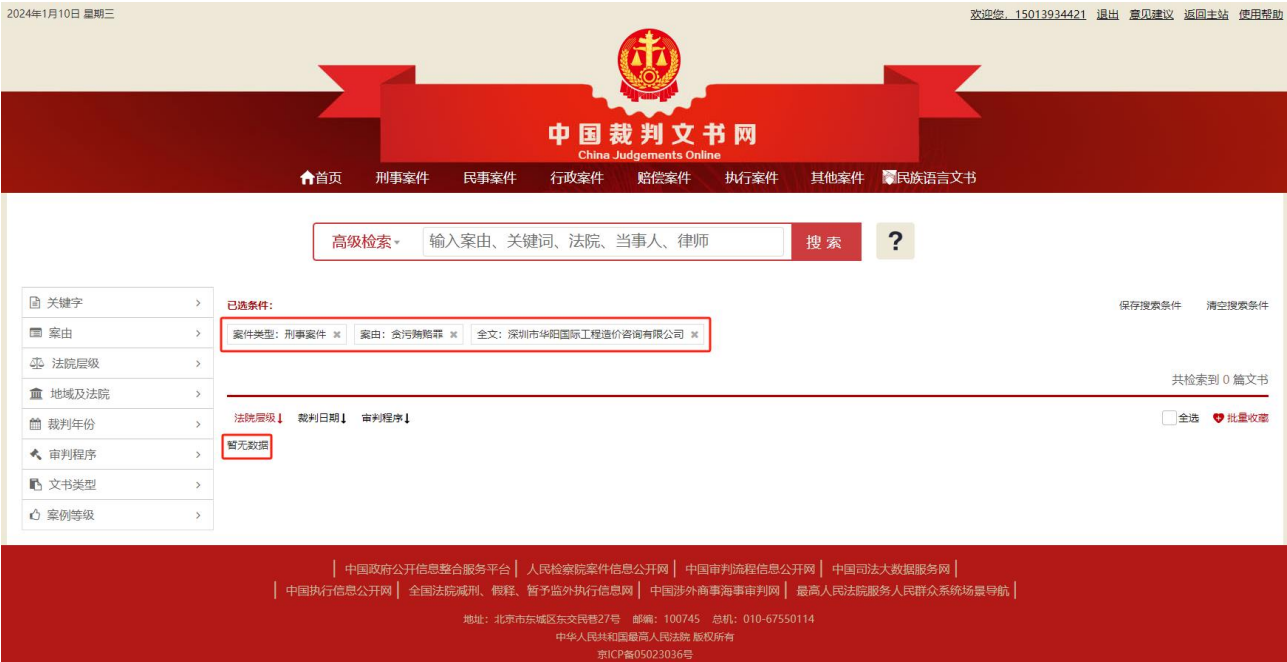 2024年1月10日 星期三
欢迎您，15013934421 退出 意见建议 返回主站 使用帮助
中国裁判文书网
China Judgements Online
首页 刑事案件 民事案件 行政案件 赔偿案件 执行案件 其他案件 民族语言文书
高级检索 输入案由、关键词、法院、当事人、律师 搜索 ?
关键字
案由
法院层级
地域及法院
裁判年份
审判程序
文书类型
案例等级
已选条件：
保存搜索条件 清空搜索条件
案件类型：刑事案件 × 案由：贪污贿赂罪 × 全文：深圳市华阳国际工程造价咨询有限公司 ×
共检索到 0 篇文书
法院层级↓ 裁判日期↓ 审判程序↓
全选 批量收藏
暂无数据
| 中国政府公开信息整合服务平台 | 人民检察院案件信息公开网 | 中国审判流程信息公开网 | 中国司法大数据服务网 |
| 中国执行信息公开网 | 全国法院减刑、假释、暂予监外执行信息网 | 中国涉外商事海事审判网 | 最高人民法院服务人民群众系统场景导航 |
地址：北京市东城区东交民巷27号 邮编：100745 总机：010-67550114
中华人民共和国最高人民法院 版权所有
京ICP备05023036号